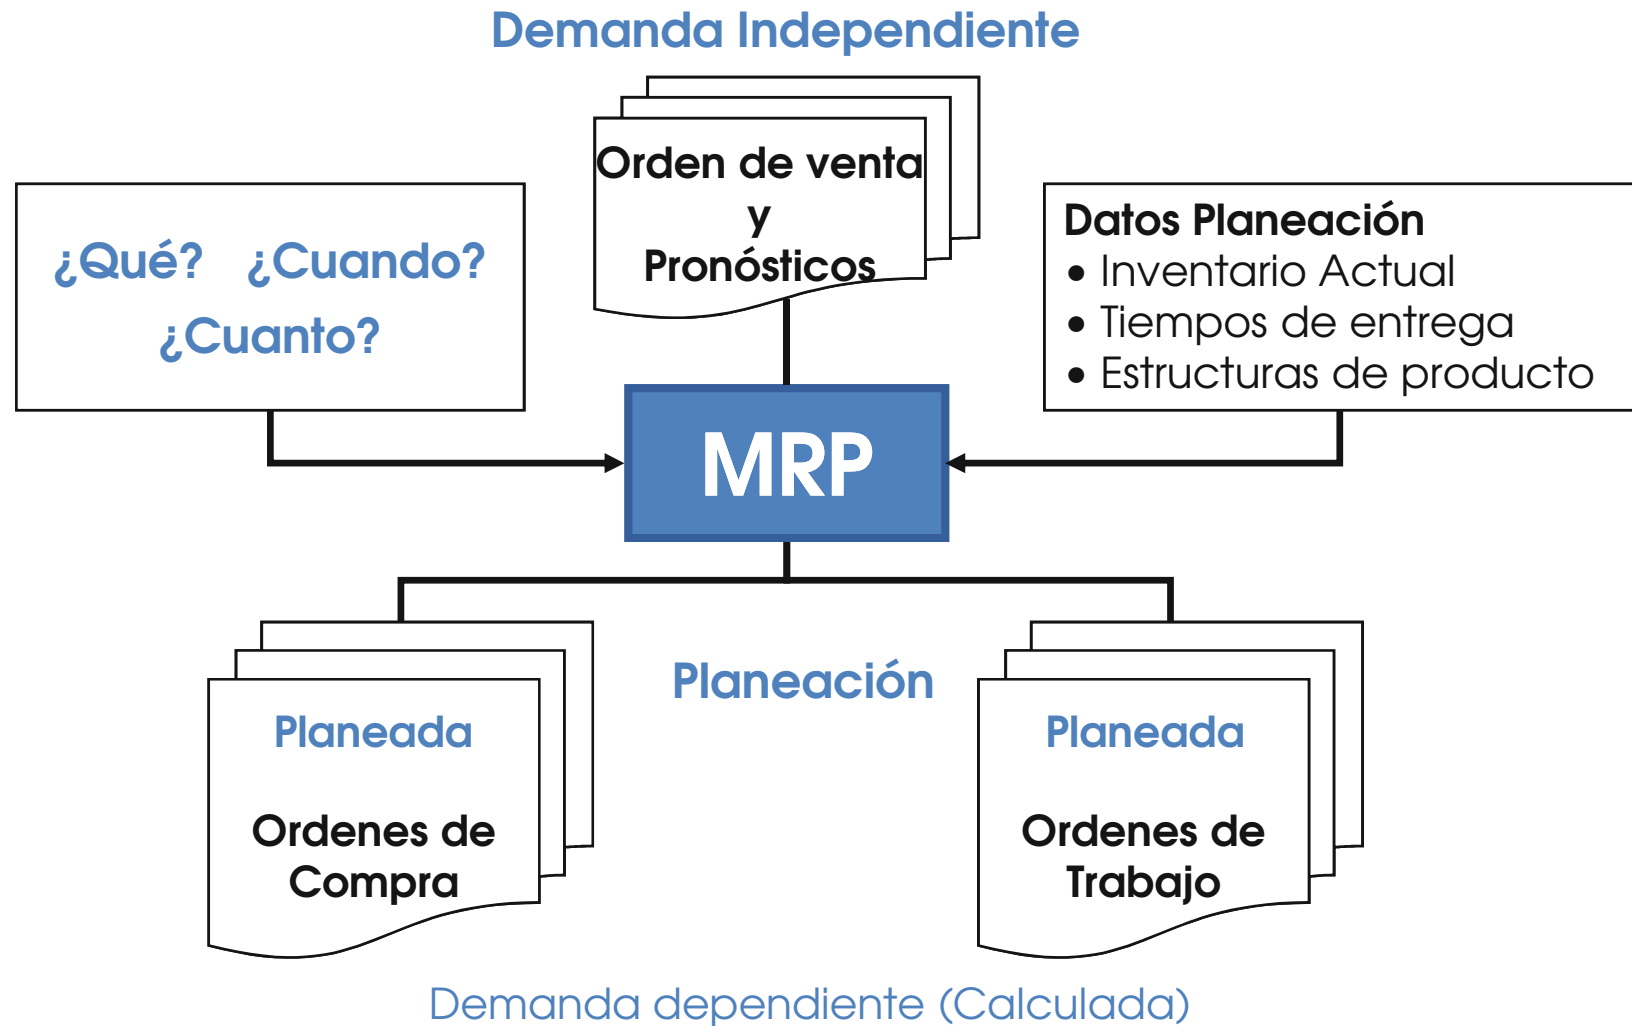 Demanda Independiente
Orden de venta
y
Pronósticos
¿Qué? ¿Cuando?
¿Cuanto?
Datos Planeación
• Inventario Actual
• Tiempos de entrega
• Estructuras de producto
MRP
Planeación
Planeada
Ordenes de
Compra
Planeada
Ordenes de
Trabajo
Demanda dependiente (Calculada)